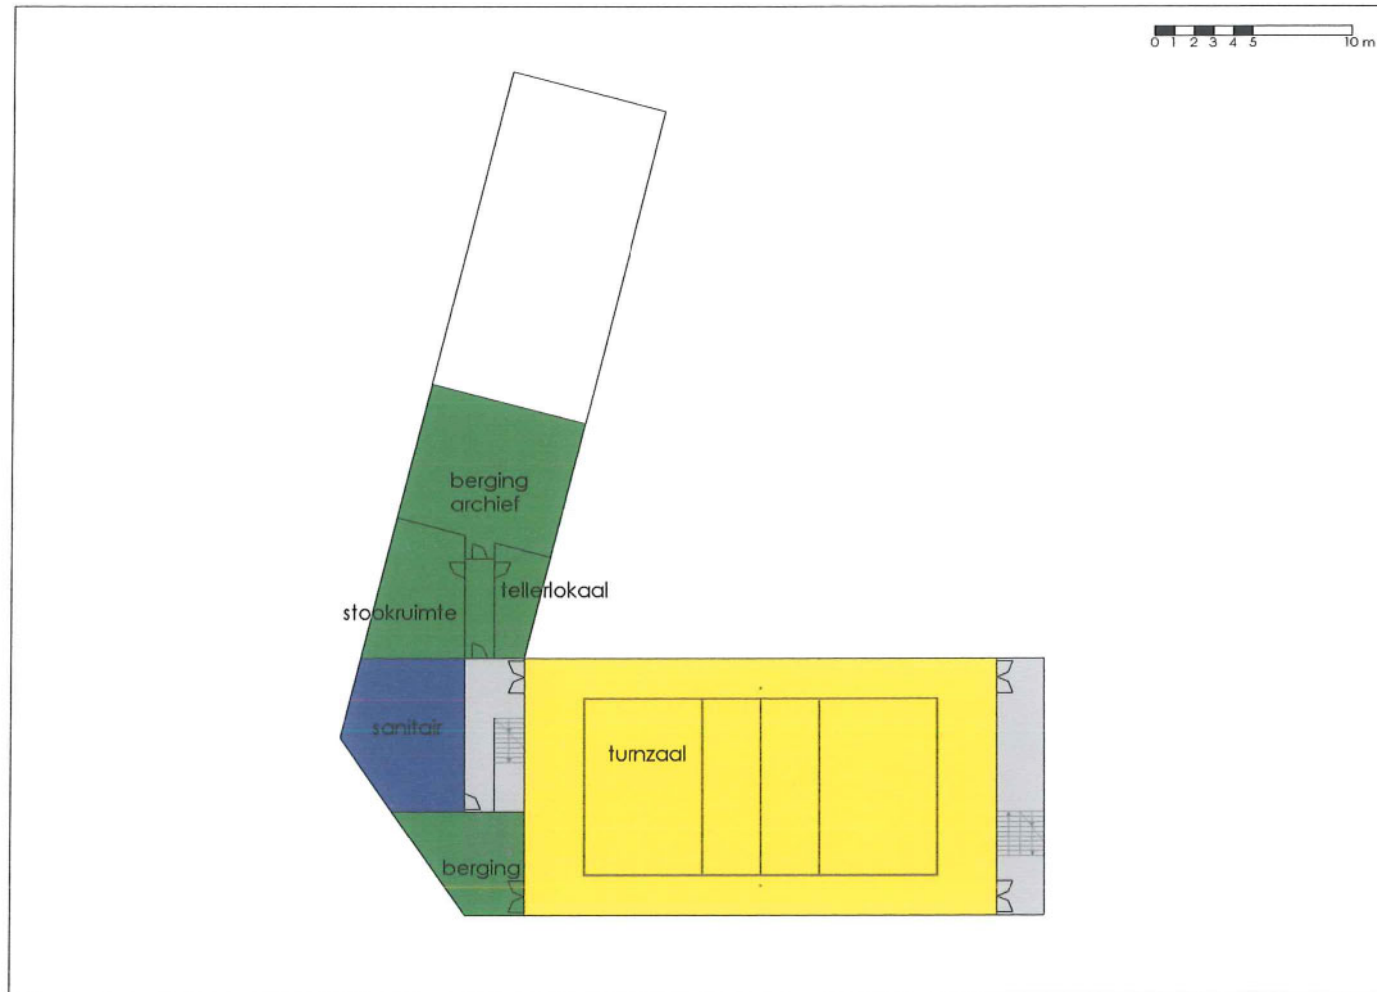 0 1 2 3 4 5 10 m
berging
archief
tellerlokaal
stookruimte
sanitair
turnzaal
berging